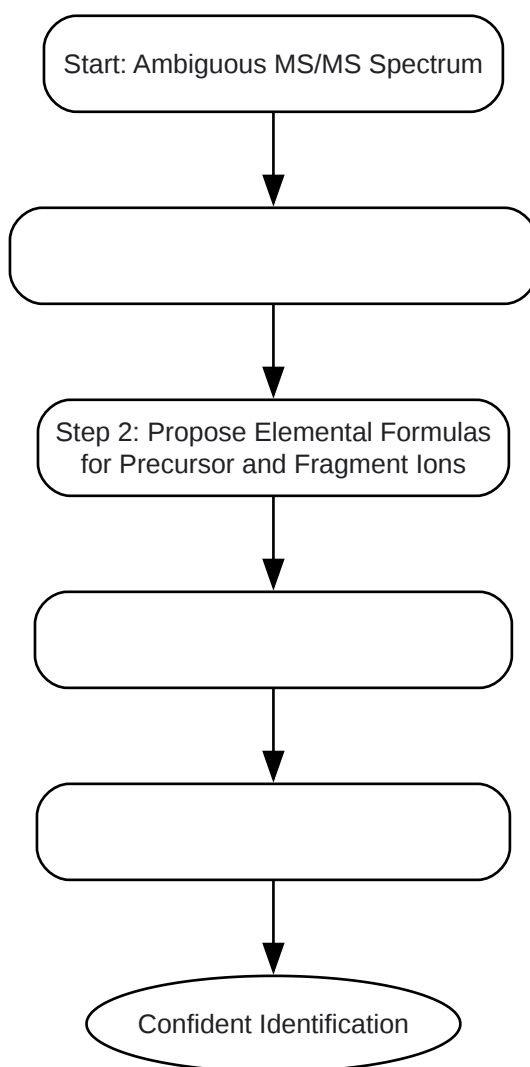 Start: Ambiguous MS/MS Spectrum
Step 2: Propose Elemental Formulas
for Precursor and Fragment Ions
Confident Identification